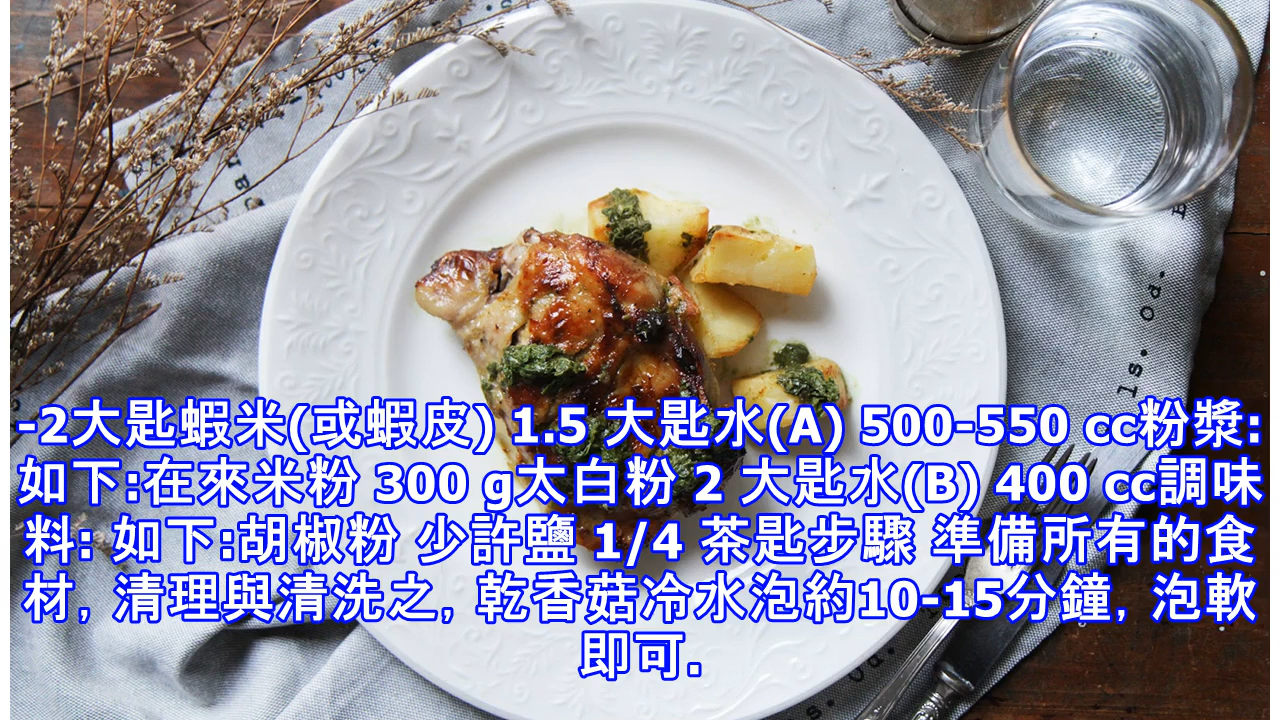 -2大匙蝦米(或蝦皮) 1.5 大匙水(A) 500-550 cc粉漿:
如下:在來米粉 300 g太白粉 2 大匙水(B) 400 cc調味
料: 如下:胡椒粉 少許鹽 1/4 茶匙步驟 準備所有的食
材, 清理與清洗之, 乾香菇冷水泡約10-15分鐘, 泡軟
即可.
ls. od.